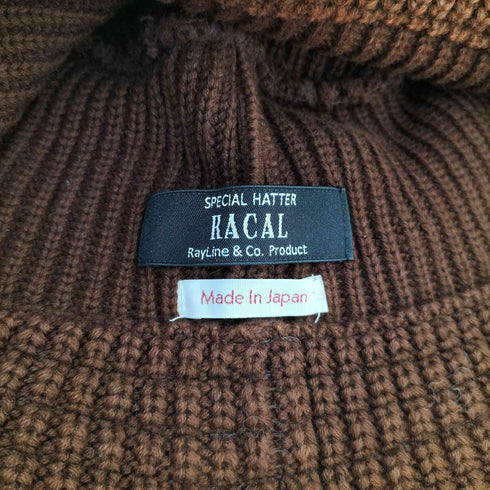 SPECIAL HATTER
RACAL
RayLine & Co. Product
Made In Japan